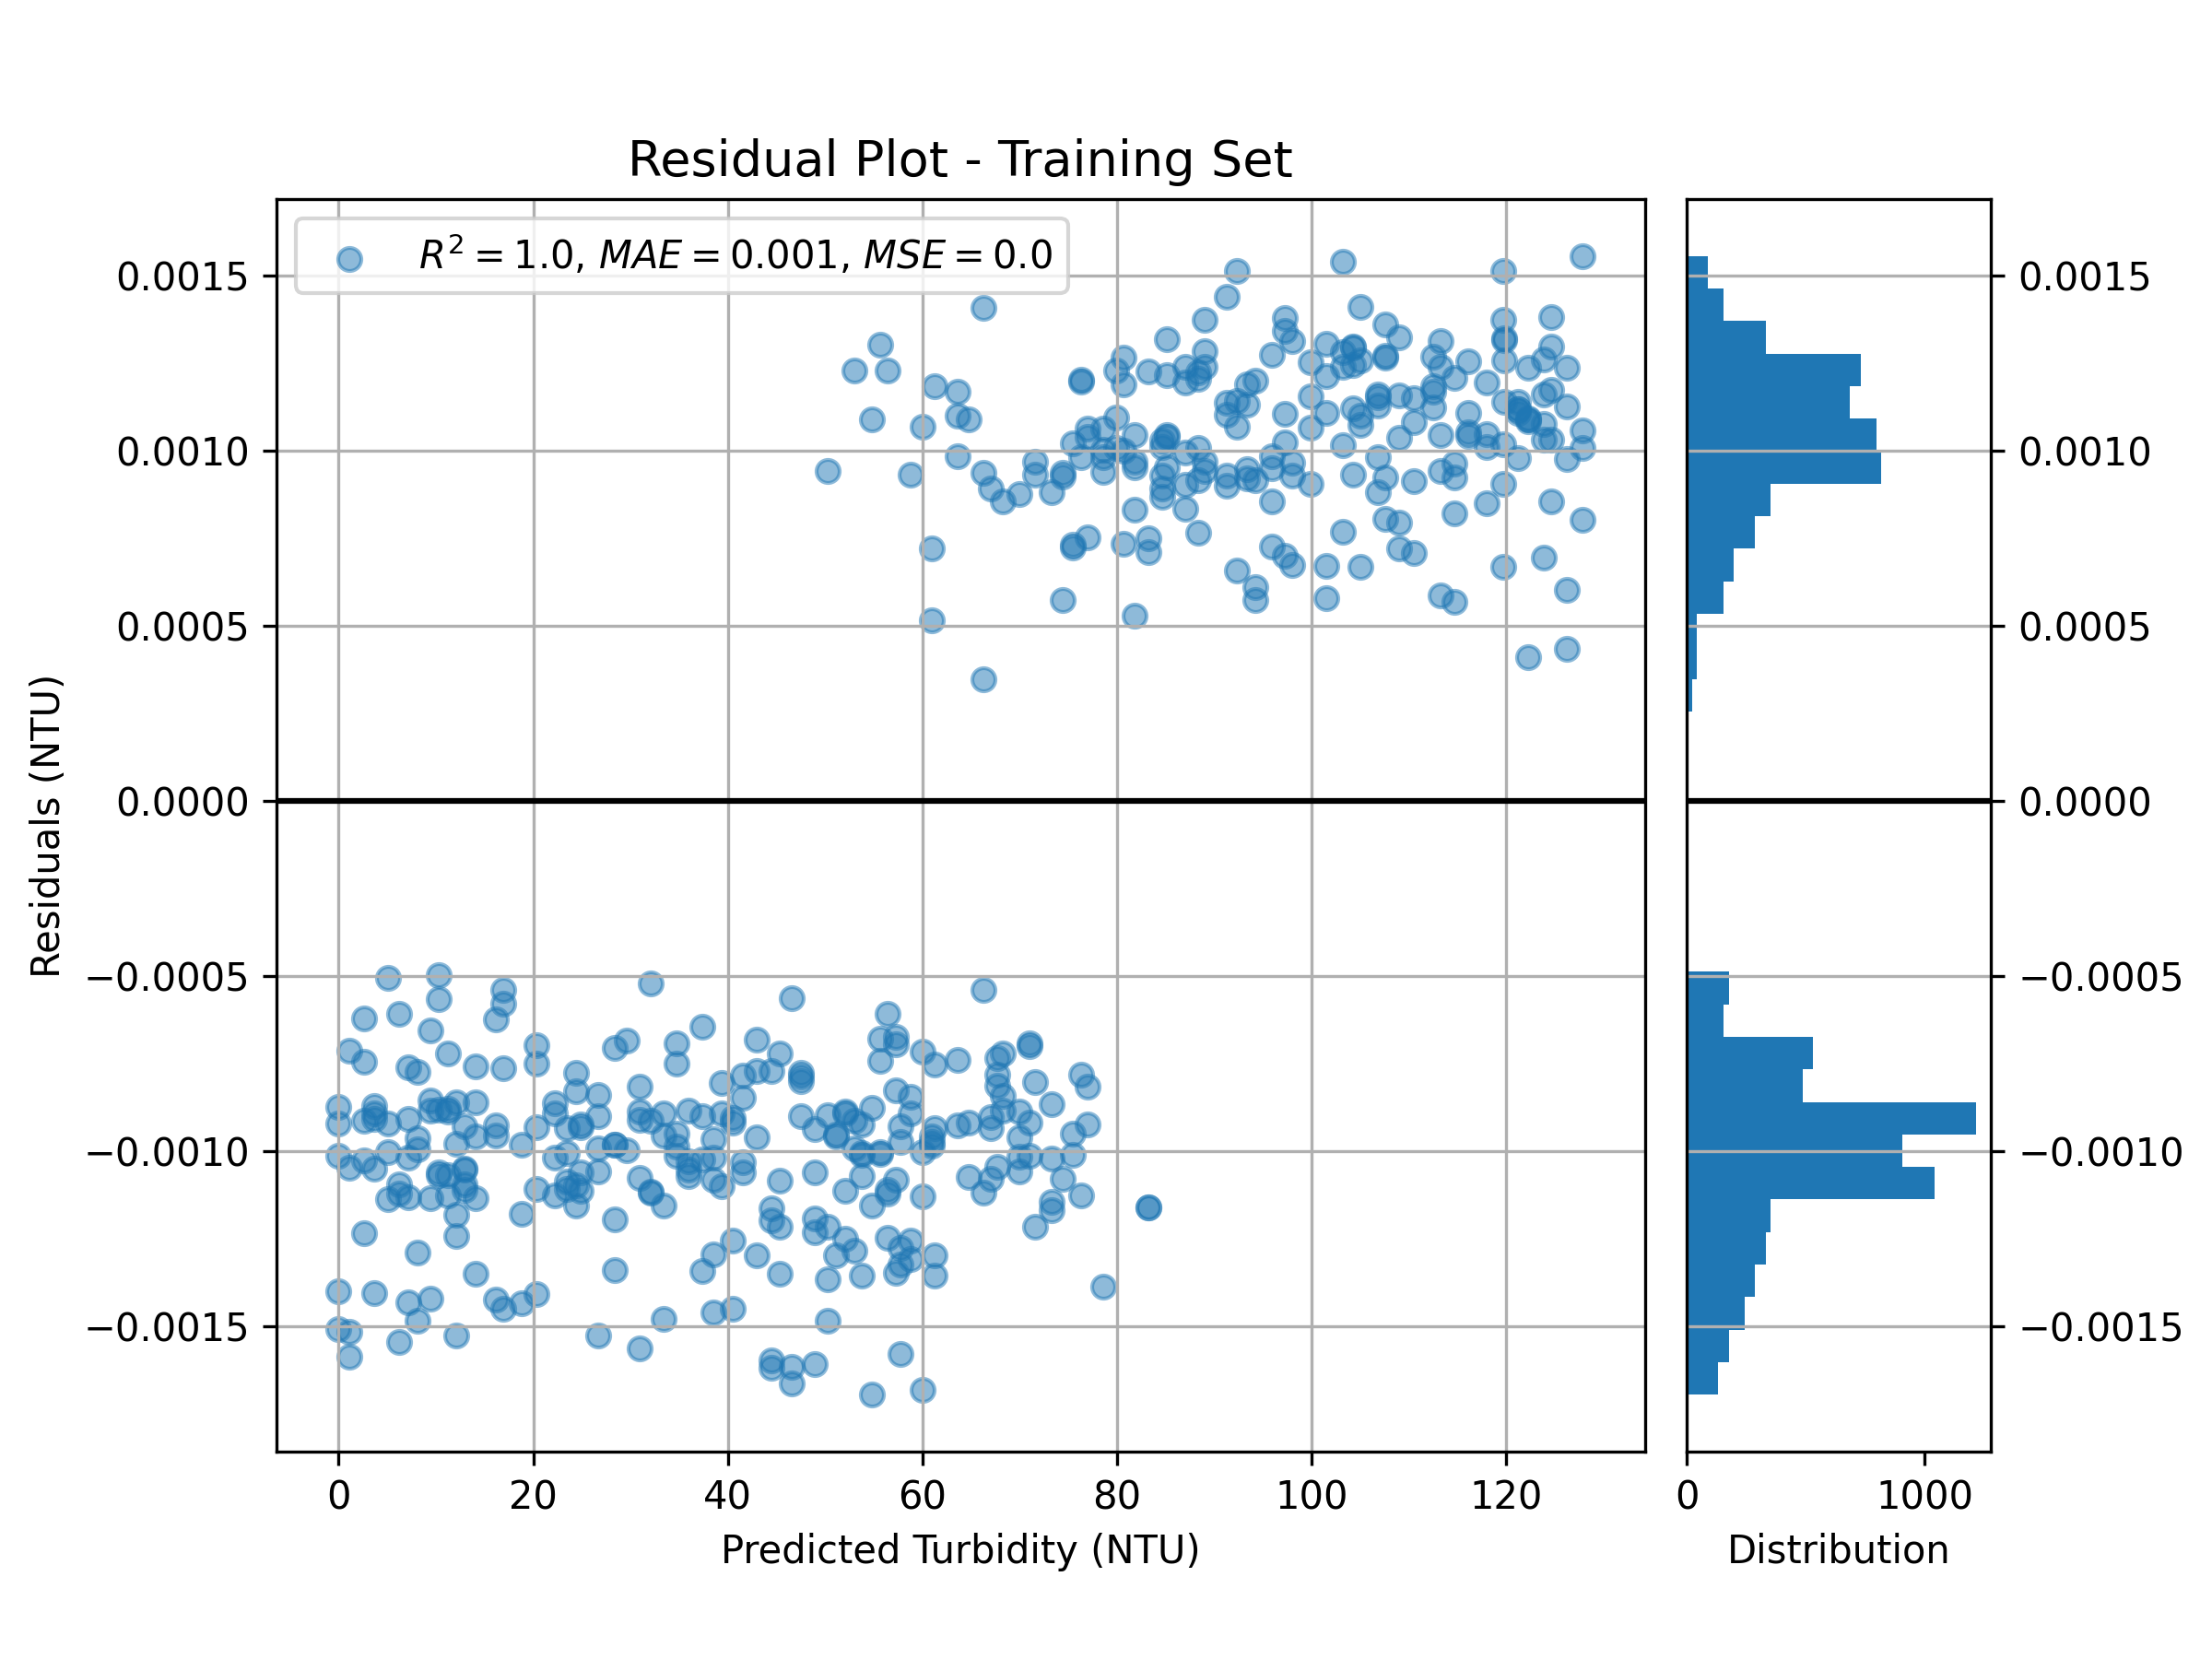 Residual Plot - Training Set
R² = 1.0, MAE = 0.001, MSE = 0.0
Residuals (NTU)
0.0015
0.0010
0.0005
0.0000
−0.0005
−0.0010
−0.0015
0 20 40 60 80 100 120
Predicted Turbidity (NTU)
0.0015
0.0010
0.0005
0.0000
−0.0005
−0.0010
−0.0015
0 1000
Distribution